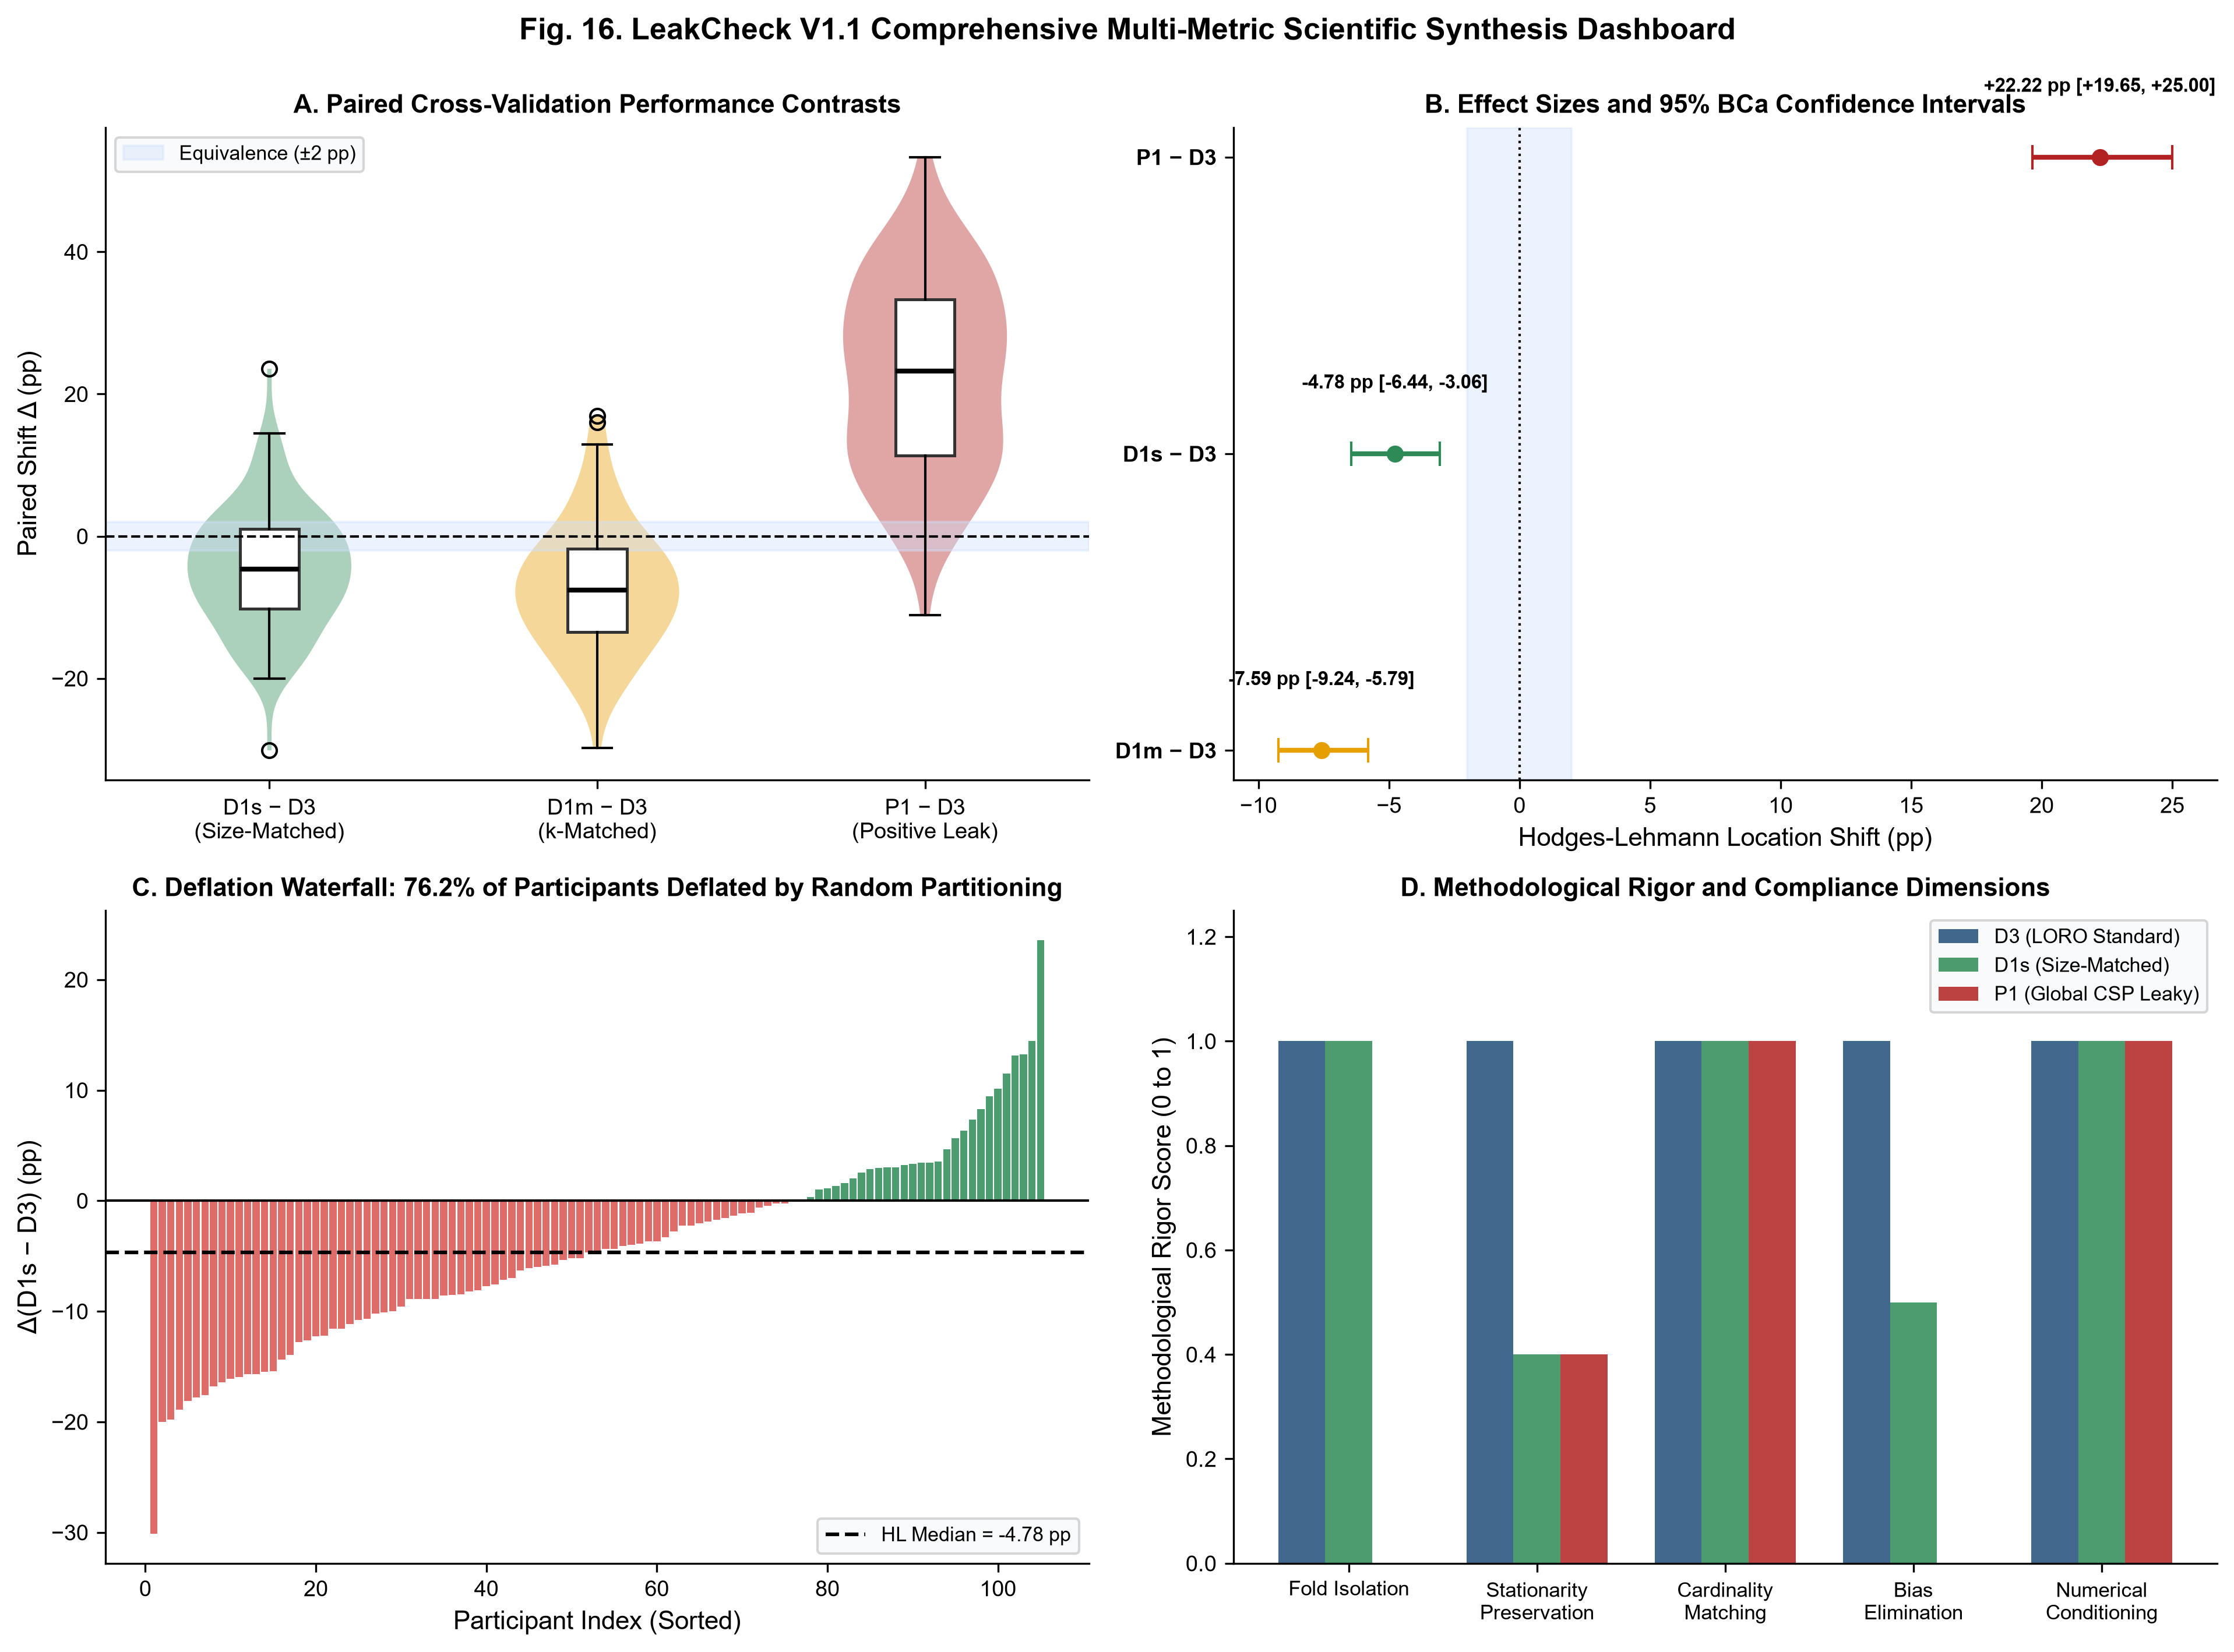 Fig. 16. LeakCheck V1.1 Comprehensive Multi-Metric Scientific Synthesis Dashboard
A. Paired Cross-Validation Performance Contrasts
Equivalence (±2 pp)
Paired Shift Δ (pp)
40
20
0
−20
D1s − D3
(Size-Matched)
D1m − D3
(k-Matched)
P1 − D3
(Positive Leak)
+22.22 pp [+19.65, +25.00]
B. Effect Sizes and 95% BCa Confidence Intervals
P1 − D3
-4.78 pp [-6.44, -3.06]
D1s − D3
-7.59 pp [-9.24, -5.79]
D1m − D3
−10
−5
0
5
10
15
20
25
Hodges-Lehmann Location Shift (pp)
C. Deflation Waterfall: 76.2% of Participants Deflated by Random Partitioning
Δ(D1s − D3) (pp)
20
10
0
−10
−20
−30
HL Median = -4.78 pp
0
20
40
60
80
100
Participant Index (Sorted)
D. Methodological Rigor and Compliance Dimensions
D3 (LORO Standard)
D1s (Size-Matched)
P1 (Global CSP Leaky)
Methodological Rigor Score (0 to 1)
1.2
1.0
0.8
0.6
0.4
0.2
0.0
Fold Isolation
Stationarity
Preservation
Cardinality
Matching
Bias
Elimination
Numerical
Conditioning